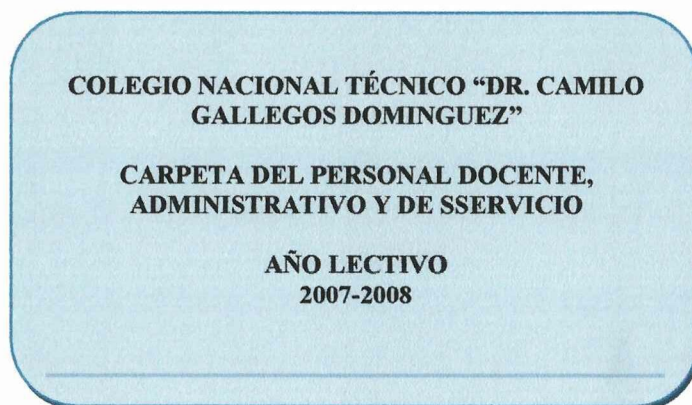 COLEGIO NACIONAL TÉCNICO “DR. CAMILO
GALLEGOS DOMINGUEZ”
CARPETA DEL PERSONAL DOCENTE,
ADMINISTRATIVO Y DE SSERVICIO
AÑO LECTIVO
2007-2008